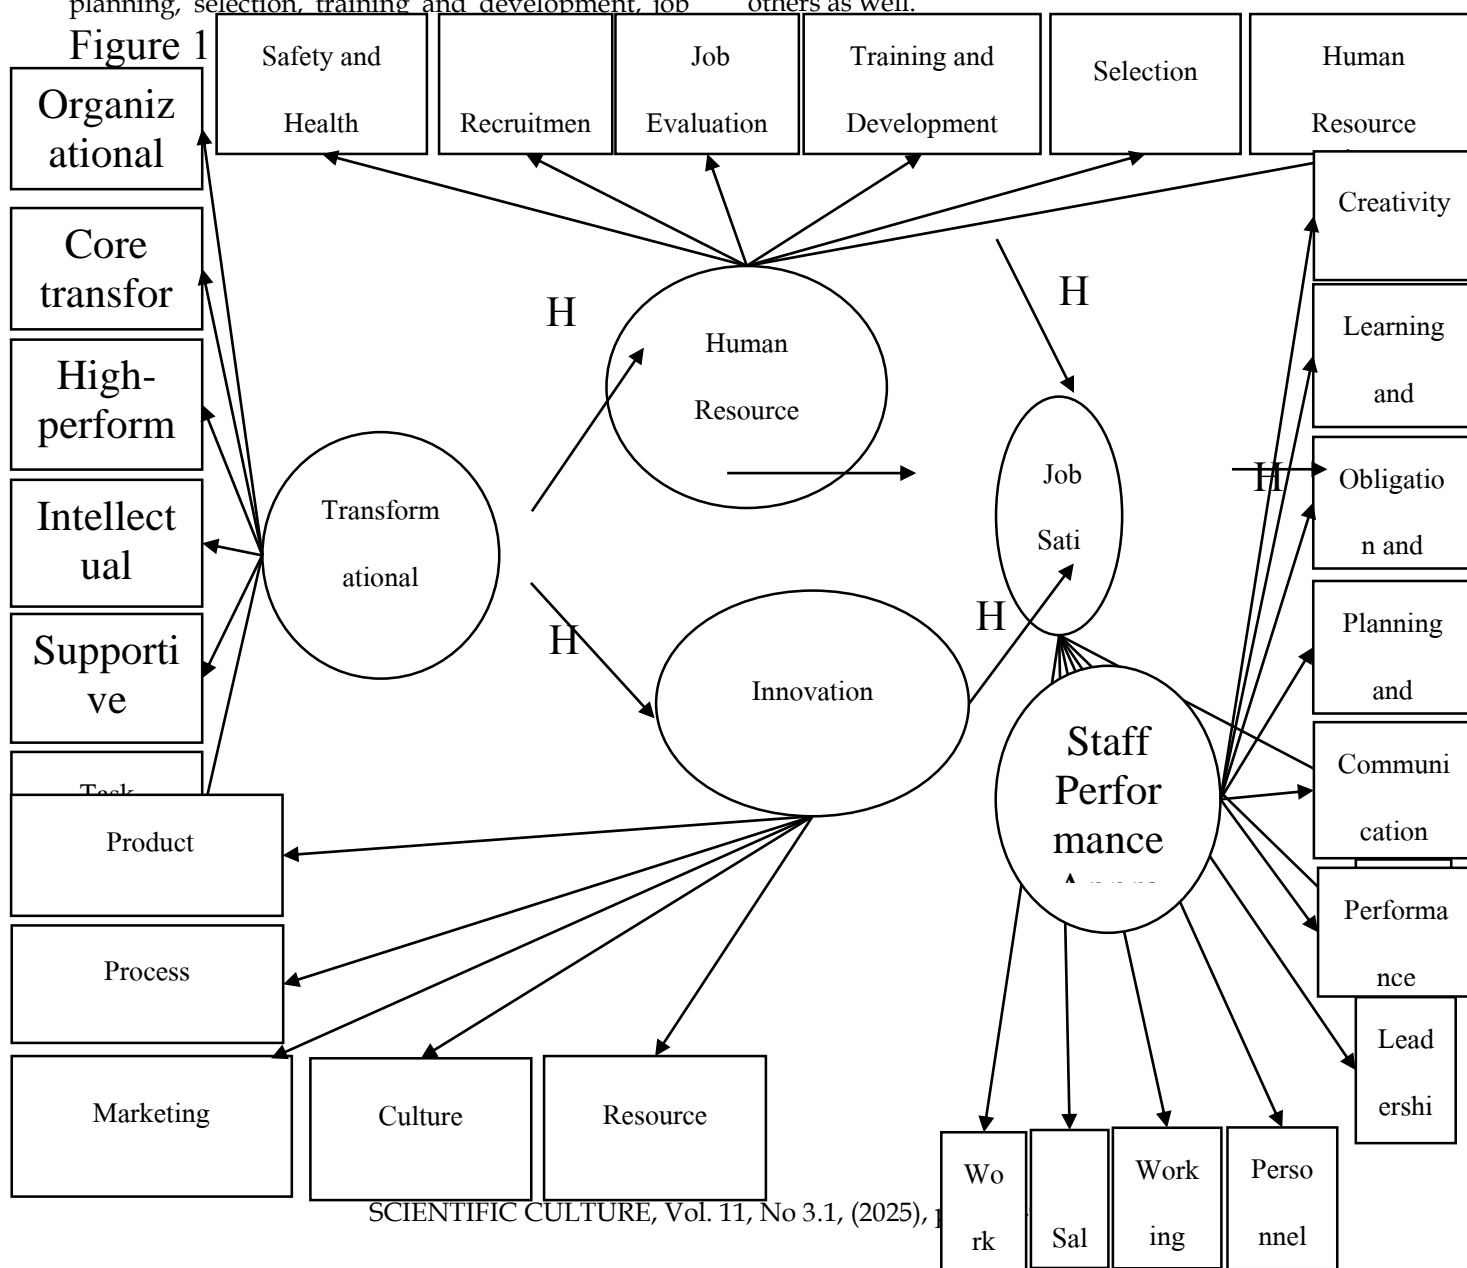 planning, selection, training and development, job
others as well.
Figure 1
Safety and
Health
Recruitmen
Job
Evaluation
Training and
Development
Selection
Human
Resource
Organiz
ational
Core
transfor
High-
perform
Intellect
ual
Supporti
ve
Task
Transform
ational
H
Human
Resource
H
H
Job
Sati
H
H
Innovation
Staff
Perfor
mance
Creativity
Learning
and
Obligatio
n and
Planning
and
Communi
cation
Performa
nce
Lead
ershi
Product
Process
Marketing
Culture
Resource
Wo
rk
Sal
Work
ing
Perso
nnel
SCIENTIFIC CULTURE, Vol. 11, No 3.1, (2025),